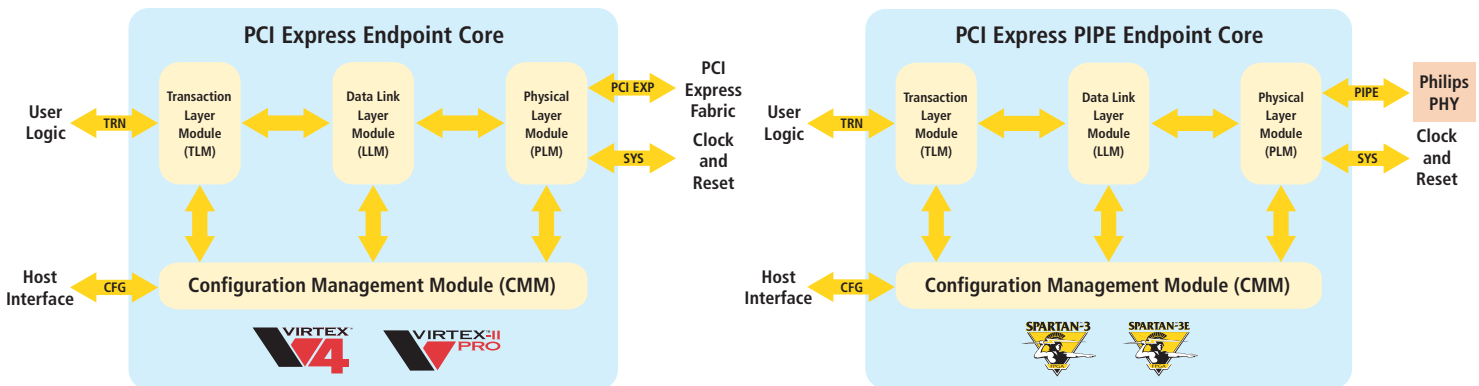 PCI Express Endpoint Core
User
Logic
TRN
Transaction
Layer
Module
(TLM)
Data Link
Layer
Module
(LLM)
Physical
Layer
Module
(PLM)
PCI EXP
PCI
Express
Fabric
SYS
Clock
and
Reset
Host
Interface
CFG
Configuration Management Module (CMM)
VIRTEX™
4
VIRTEX™-II
PRO
PCI Express PIPE Endpoint Core
User
Logic
TRN
Transaction
Layer
Module
(TLM)
Data Link
Layer
Module
(LLM)
Physical
Layer
Module
(PLM)
PIPE
Philips
PHY
SYS
Clock
and
Reset
Host
Interface
CFG
Configuration Management Module (CMM)
SPARTAN-3
FPGA
SPARTAN-3E
FPGA